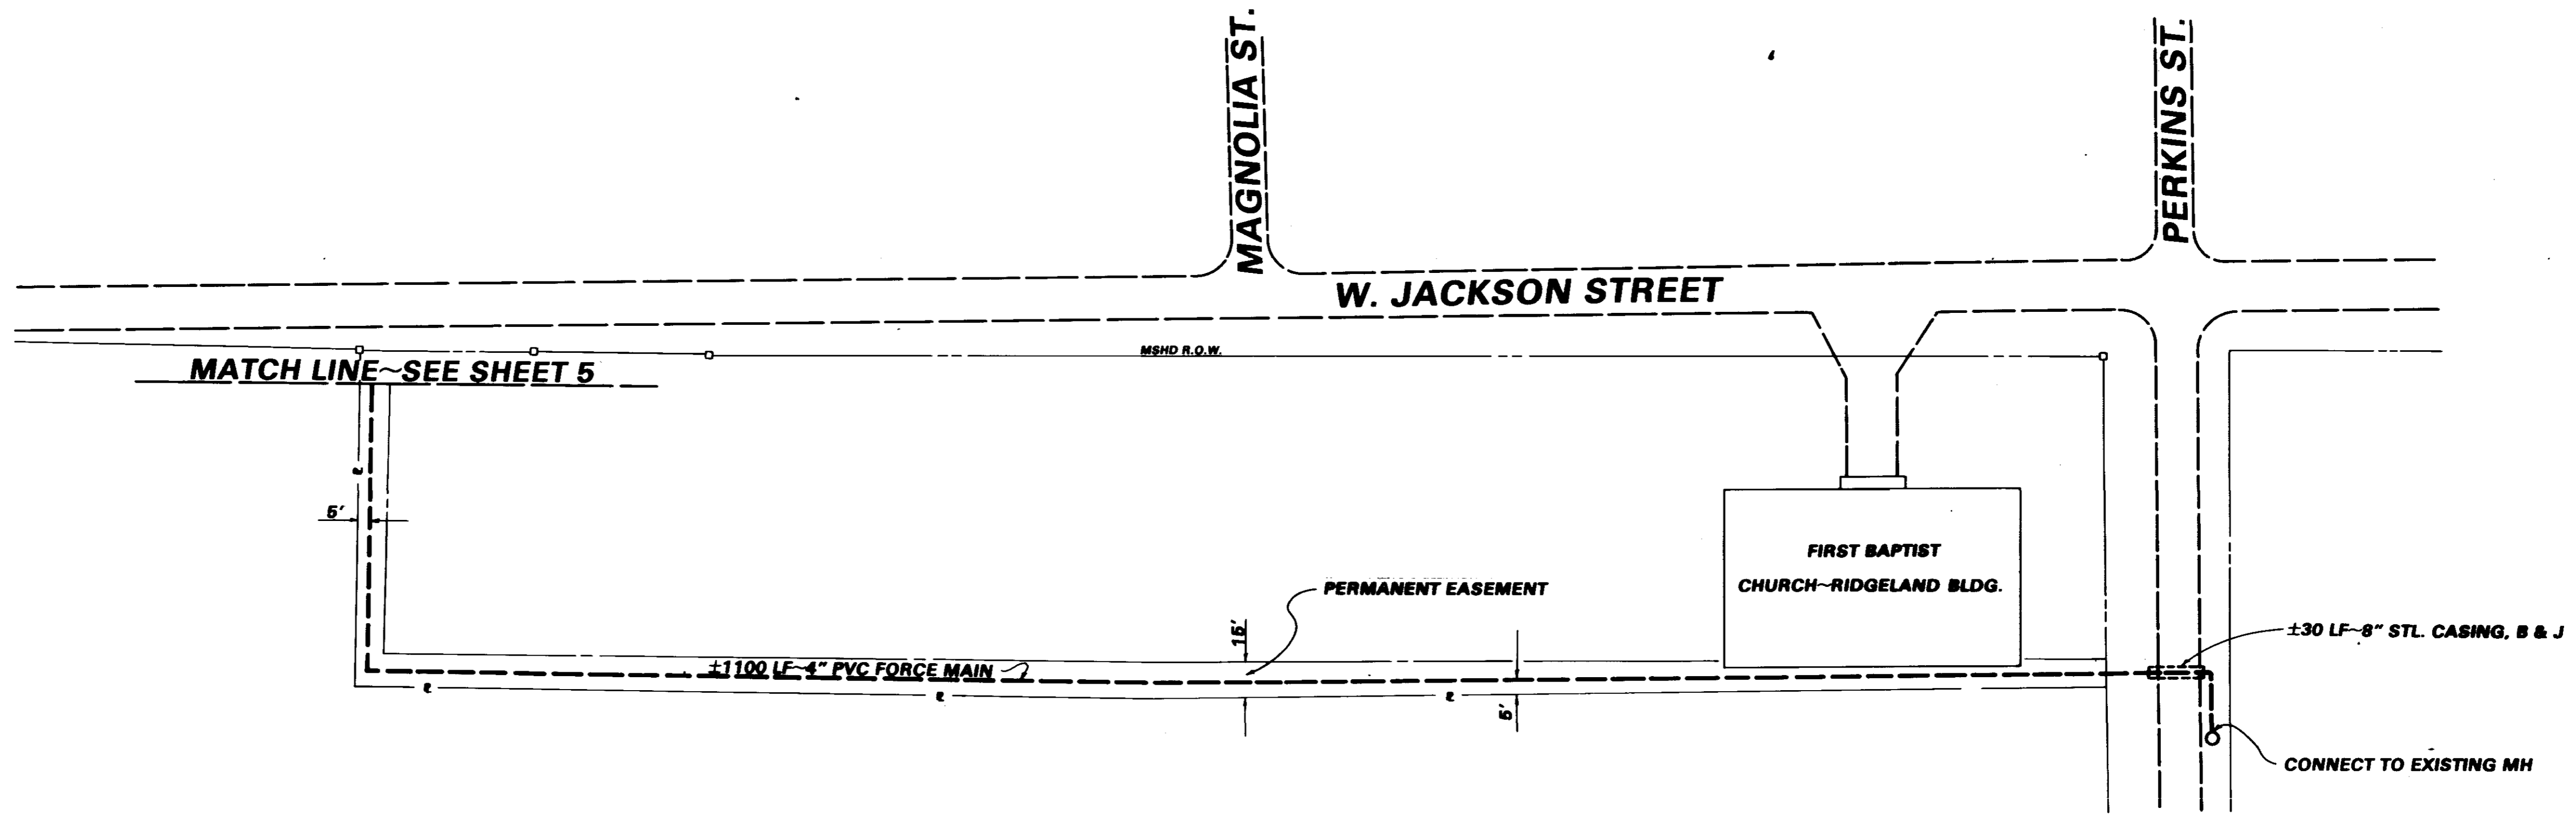 MAGNOLIA ST.
PERKINS ST.
W. JACKSON STREET
MSHD R.O.W.
MATCH LINE~SEE SHEET 5
5'
PERMANENT EASEMENT
FIRST BAPTIST
CHURCH~RIDGELAND BLDG.
15'
±30 LF~8" STL. CASING, B & J
±1100 LF~4" PVC FORCE MAIN
5'
CONNECT TO EXISTING MH